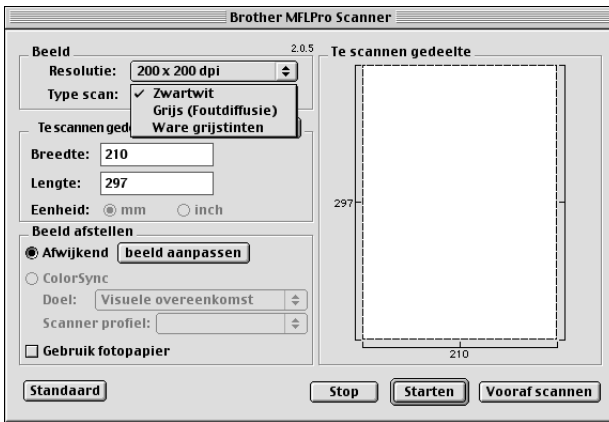 Brother MFLPro Scanner
Beeld 2.0.5
Resolutie: 200 x 200 dpi
Type scan: ✓ Zwartwit
Grijs (Foutdiffusie)
Ware grijstinten
Te scannen ged
Breedte: 210
Lengte: 297
Eenheid: mm inch
Beeld afstellen
Afwijkend beeld aanpassen
ColorSync
Doel: Visuele overeenkomst
Scanner profiel:
Gebruik fotopapier
Te scannen gedeelte
297
210
Standaard Stop Starten Vooraf scannen